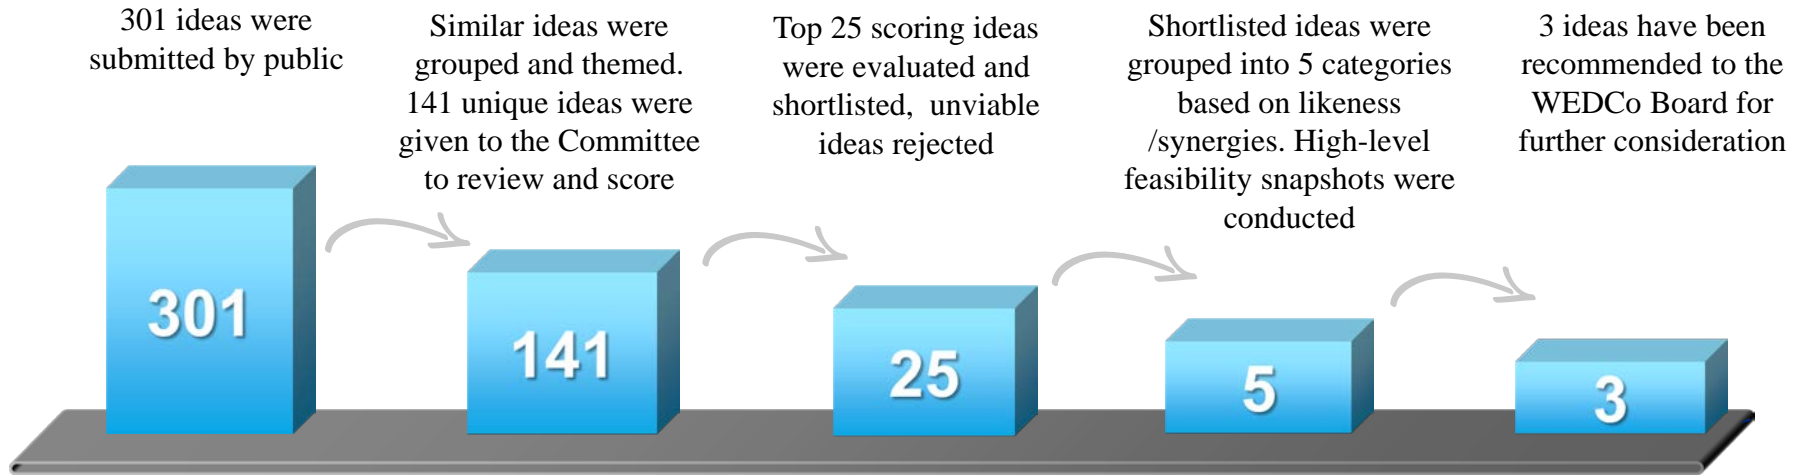 301 ideas were
submitted by public
Similar ideas were
grouped and themed.
141 unique ideas were
given to the Committee
to review and score
Top 25 scoring ideas
were evaluated and
shortlisted, unviable
ideas rejected
Shortlisted ideas were
grouped into 5 categories
based on likeness
/synergies. High-level
feasibility snapshots were
conducted
3 ideas have been
recommended to the
WEDCo Board for
further consideration
301
141
25
5
3